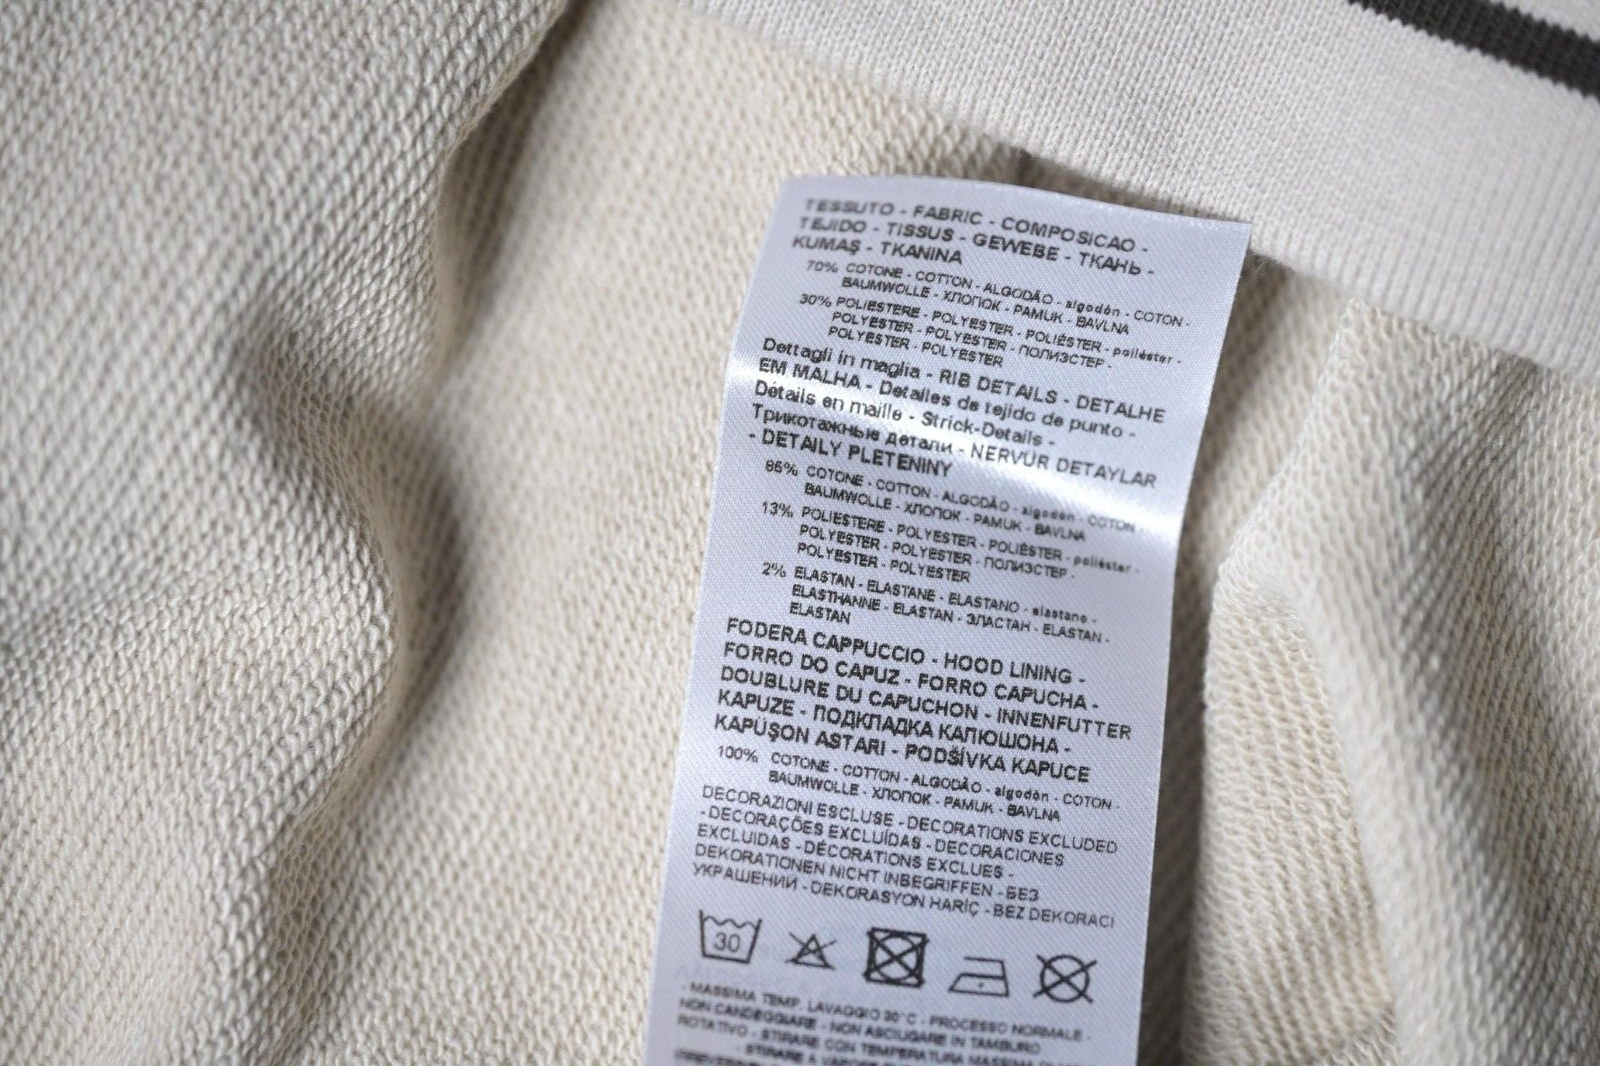 TESSUTO - FABRIC - COMPOSICAO -
TEJIDO - TISSUS - GEWEBE - ТКАНЬ -
KUMAŞ - TKANINA
70% COTONE - COTTON - ALGODÃO - algodón - COTON -
BAUMWOLLE - ХЛОПОК - PAMUK - BAVLNA
30% POLIESTERE - POLYESTER - POLIÉSTER - poliéster -
POLYESTER - POLYESTER - ПОЛИЭСТЕР -
POLYESTER - POLYESTER
Dettagli in maglia - RIB DETAILS - DETALHE
EM MALHA - Detalles de tejido de punto -
Détails en maille - Strick-Details -
Трикотажные детали - NERVÜR DETAYLAR
- DETAILY PLETENINY
85% COTONE - COTTON - ALGODÃO - algodón - COTON -
BAUMWOLLE - ХЛОПОК - PAMUK - BAVLNA
13% POLIESTERE - POLYESTER - POLIÉSTER - poliéster -
POLYESTER - POLYESTER - ПОЛИЭСТЕР -
POLYESTER - POLYESTER
2% ELASTAN - ELASTANE - ELASTANO - elastano -
ELASTHANNE - ELASTAN - ЭЛАСТАН - ELASTAN -
ELASTAN
FODERA CAPPUCCIO - HOOD LINING -
FORRO DO CAPUZ - FORRO CAPUCHA -
DOUBLURE DU CAPUCHON - INNENFUTTER
KAPUZE - ПОДКЛАДКА КАПЮШОНА -
KAPÜŞON ASTARI - PODŠÍVKA KAPUCE
100% COTONE - COTTON - ALGODÃO - algodón - COTON -
BAUMWOLLE - ХЛОПОК - PAMUK - BAVLNA
DECORAZIONI ESCLUSE - DECORATIONS EXCLUDED
- DECORAÇÕES EXCLUÍDAS - DECORACIONES
EXCLUIDAS - DÉCORATIONS EXCLUES -
DEKORATIONEN NICHT INBEGRIFFEN - БЕЗ
УКРАШЕНИЙ - DEKORASYON HARİÇ - BEZ DEKORACÍ
30
- MASSIMA TEMP. LAVAGGIO 30°C - PROCESSO NORMALE -
NON CANDEGGIARE - NON ASCIUGARE IN TAMBURO
ROTATIVO - STIRARE CON TEMPERATURA MASSIMA
- STIRARE A VAPORE